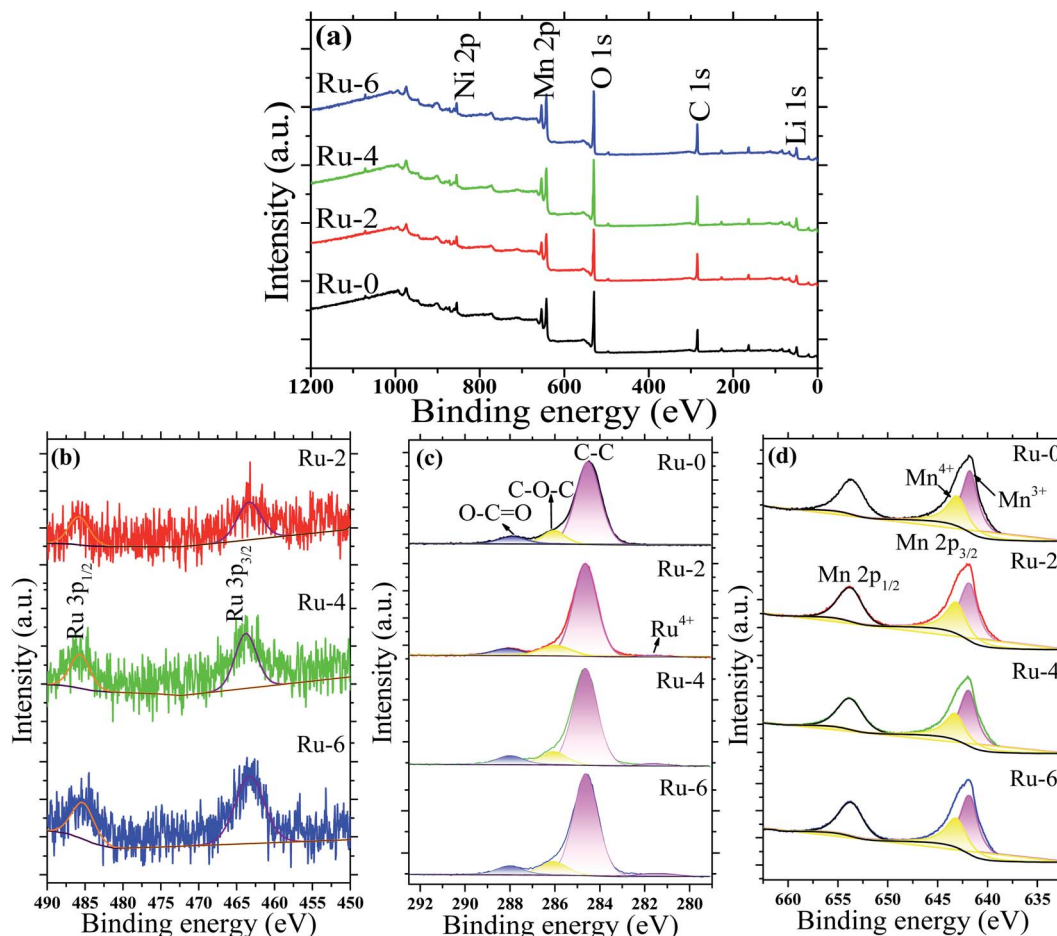 (a)
Ni 2p
Mn 2p
O 1s
C 1s
Li 1s
Ru-6
Ru-4
Ru-2
Ru-0
Intensity (a.u.)
1200 1000 800 600 400 200 0
Binding energy (eV)
(b)
Ru-2
Ru 3p1/2
Ru 3p3/2
Ru-4
Ru-6
Intensity (a.u.)
490 485 480 475 470 465 460 455 450
Binding energy (eV)
(c)
C-C
Ru-0
C-O-C
O-C=O
Ru-2
Ru4+
Ru-4
Ru-6
Intensity (a.u.)
292 288 284 280
Binding energy (eV)
(d)
Ru-0
Mn4+
Mn3+
Mn 2p3/2
Ru-2
Mn 2p1/2
Ru-4
Ru-6
Intensity (a.u.)
660 655 650 645 640 635
Binding energy (eV)